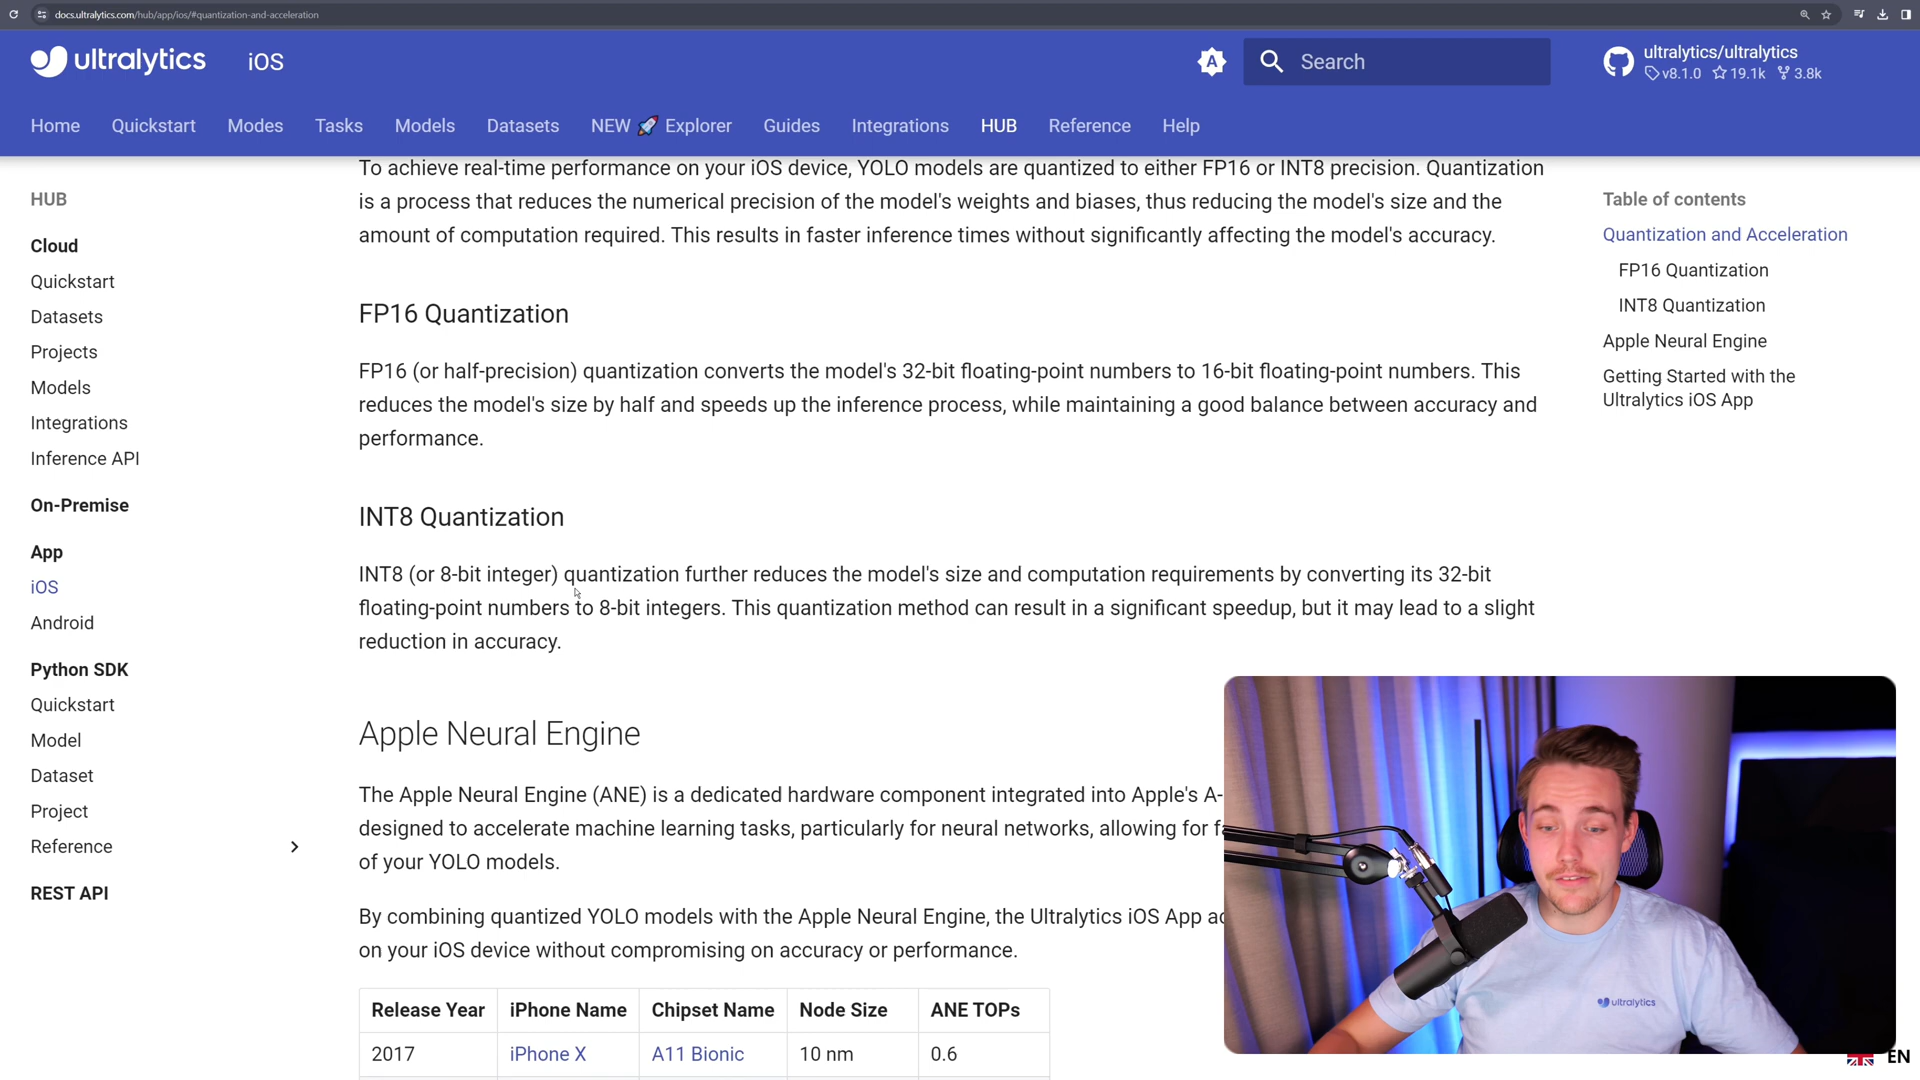 docs.ultralytics.com/hub/app/ios/#quantization-and-acceleration
ultralytics
iOS
A
Search
ultralytics/ultralytics
v8.1.0 19.1k 3.8k
Home Quickstart Modes Tasks Models Datasets NEW 🚀 Explorer Guides Integrations HUB Reference Help
HUB
Cloud
Quickstart
Datasets
Projects
Models
Integrations
Inference API
On-Premise
App
iOS
Android
Python SDK
Quickstart
Model
Dataset
Project
Reference
REST API
To achieve real-time performance on your iOS device, YOLO models are quantized to either FP16 or INT8 precision. Quantization
is a process that reduces the numerical precision of the model's weights and biases, thus reducing the model's size and the
amount of computation required. This results in faster inference times without significantly affecting the model's accuracy.
FP16 Quantization
FP16 (or half-precision) quantization converts the model's 32-bit floating-point numbers to 16-bit floating-point numbers. This
reduces the model's size by half and speeds up the inference process, while maintaining a good balance between accuracy and
performance.
INT8 Quantization
INT8 (or 8-bit integer) quantization further reduces the model's size and computation requirements by converting its 32-bit
floating-point numbers to 8-bit integers. This quantization method can result in a significant speedup, but it may lead to a slight
reduction in accuracy.
Apple Neural Engine
The Apple Neural Engine (ANE) is a dedicated hardware component integrated into Apple's A-
designed to accelerate machine learning tasks, particularly for neural networks, allowing for
of your YOLO models.
By combining quantized YOLO models with the Apple Neural Engine, the Ultralytics iOS App
on your iOS device without compromising on accuracy or performance.
Release Year iPhone Name Chipset Name Node Size ANE TOPs
2017 iPhone X A11 Bionic 10 nm 0.6
Table of contents
Quantization and Acceleration
FP16 Quantization
INT8 Quantization
Apple Neural Engine
Getting Started with the
Ultralytics iOS App
ultralytics
EN